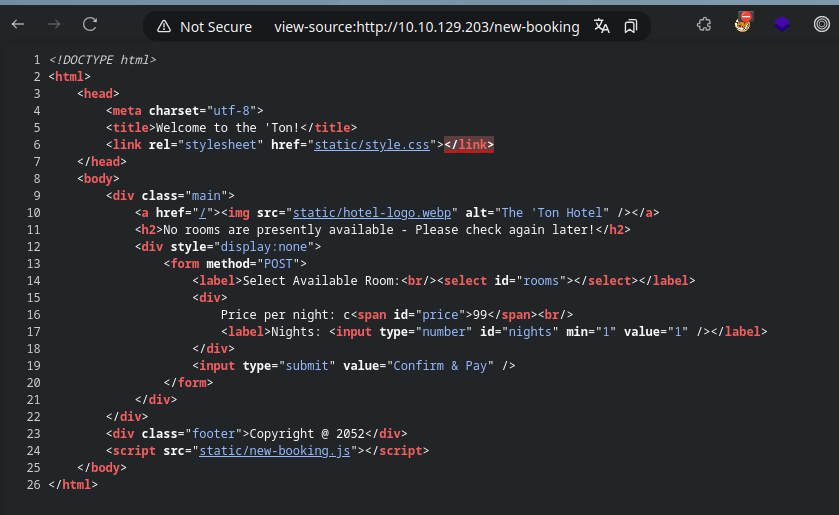 Not Secure view-source:http://10.10.129.203/new-booking
1 <!DOCTYPE html>
2 <html>
3 <head>
4 <meta charset="utf-8">
5 <title>Welcome to the 'Ton!</title>
6 <link rel="stylesheet" href="static/style.css"></link>
7 </head>
8 <body>
9 <div class="main">
10 <a href="/"><img src="static/hotel-logo.webp" alt="The 'Ton Hotel" /></a>
11 <h2>No rooms are presently available - Please check again later!</h2>
12 <div style="display:none">
13 <form method="POST">
14 <label>Select Available Room:<br/><select id="rooms"></select></label>
15 <div>
16 Price per night: c<span id="price">99</span><br/>
17 <label>Nights: <input type="number" id="nights" min="1" value="1" /></label>
18 </div>
19 <input type="submit" value="Confirm & Pay" />
20 </form>
21 </div>
22 </div>
23 <div class="footer">Copyright @ 2052</div>
24 <script src="static/new-booking.js"></script>
25 </body>
26 </html>